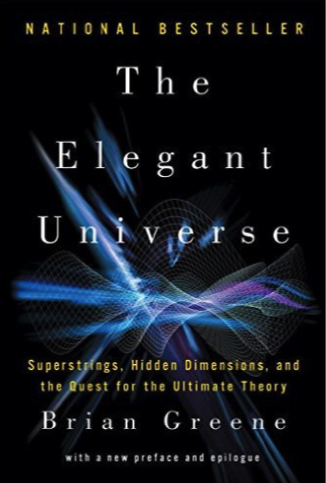 NATIONAL BESTSELLER
The
Elegant
Universe
Superstrings, Hidden Dimensions, and
the Quest for the Ultimate Theory
Brian Greene
with a new preface and epilogue